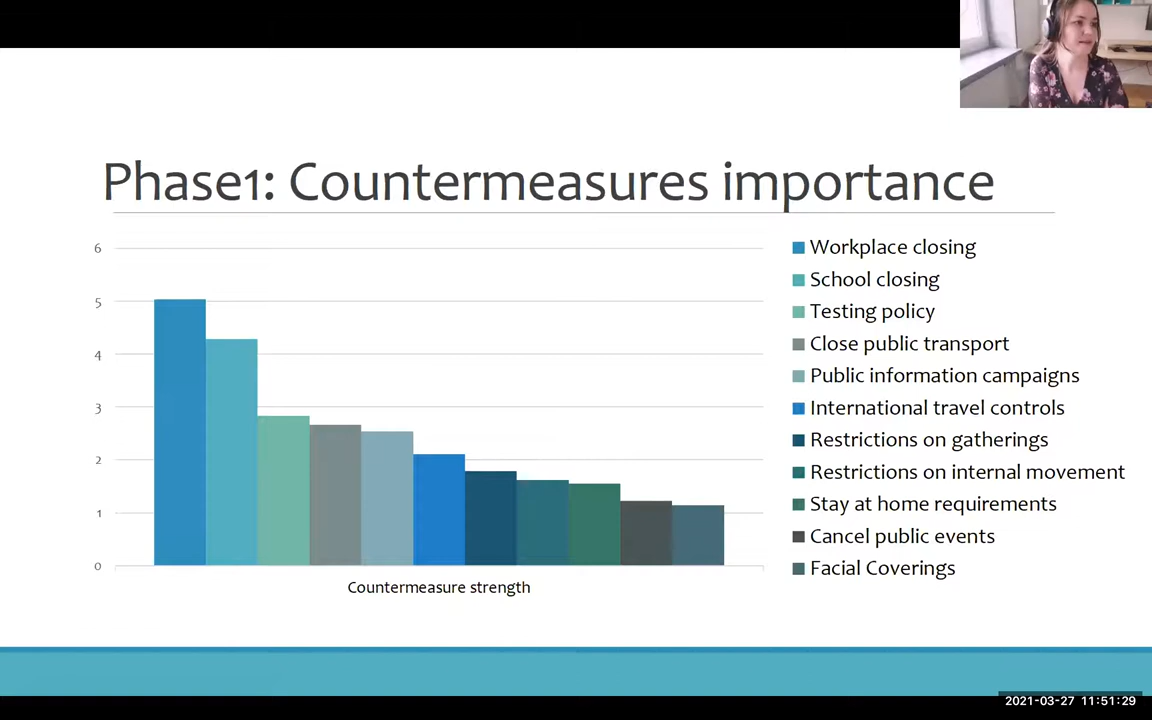 Phase1: Countermeasures importance
6
5
4
3
2
1
0
Countermeasure strength
Workplace closing
School closing
Testing policy
Close public transport
Public information campaigns
International travel controls
Restrictions on gatherings
Restrictions on internal movement
Stay at home requirements
Cancel public events
Facial Coverings
2021-03-27 11:51:29